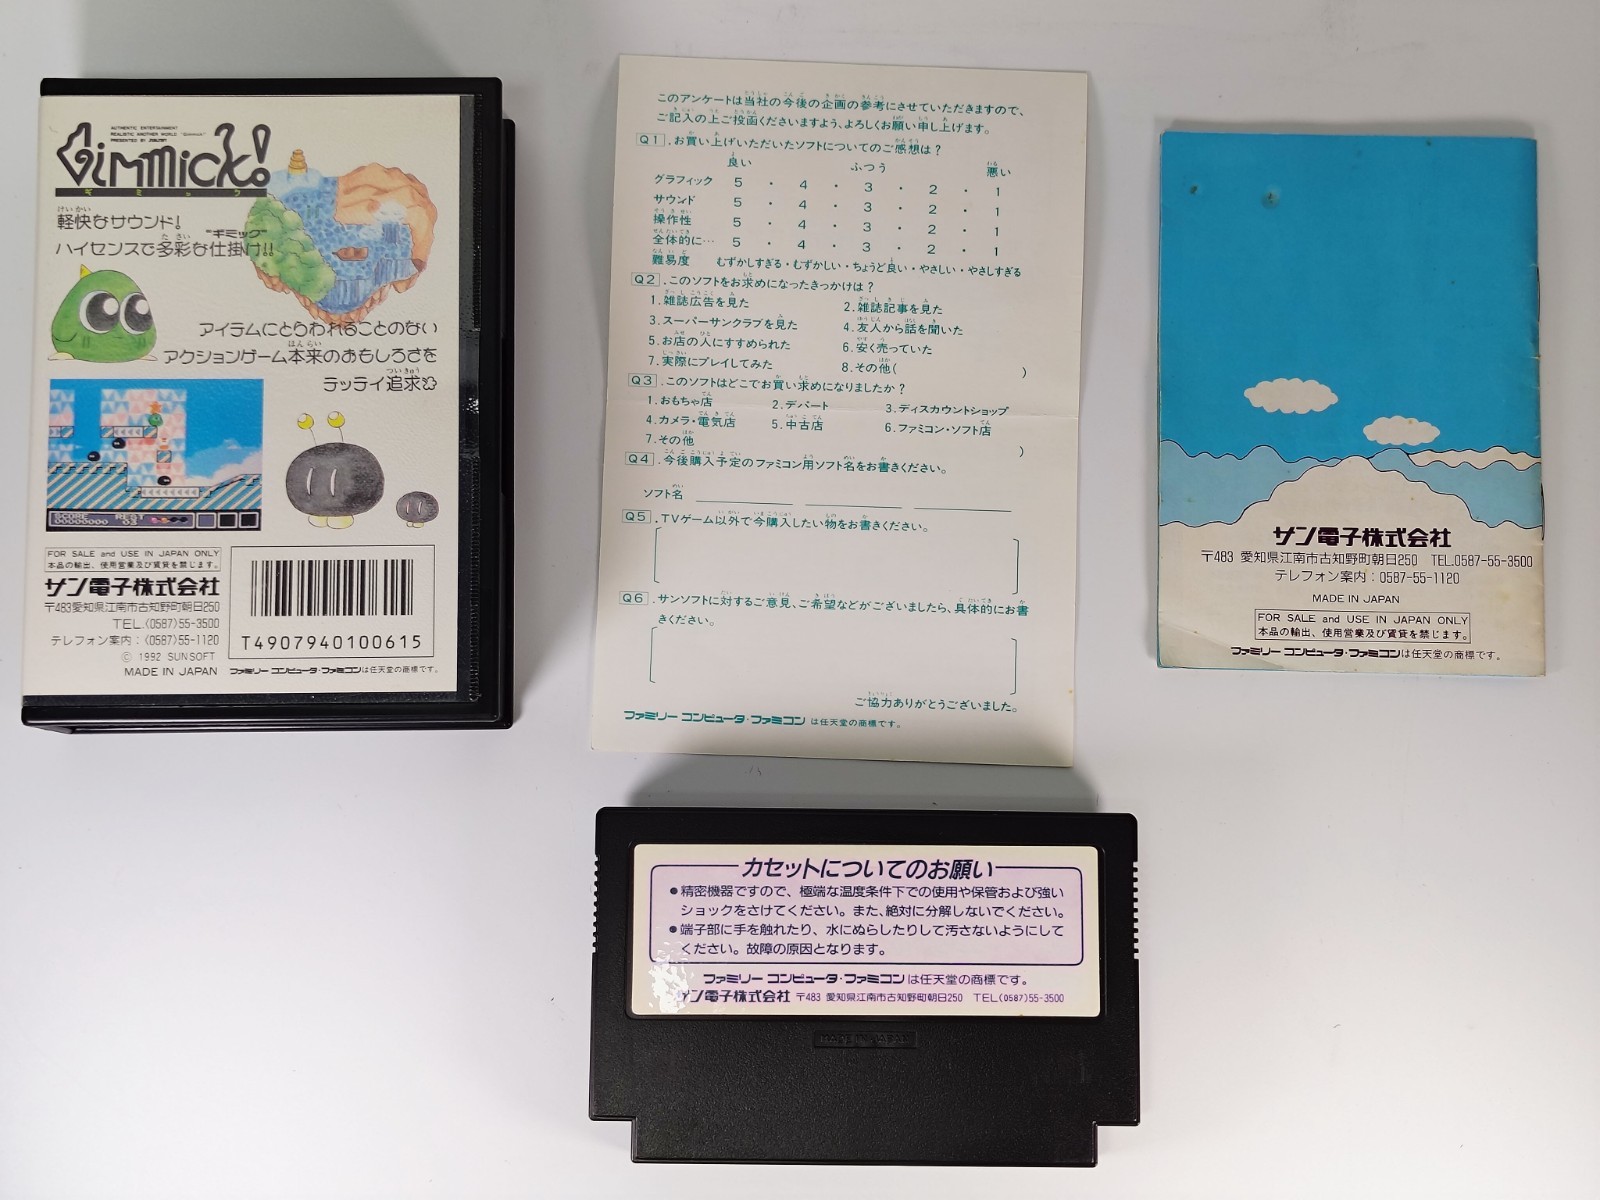 AUTHENTIC ENTERTAINMENT
REALISTIC ANOTHER WORLD "GIMMICK!"
PRESENTED BY SUNSOFT
Gimmick!
ギミック
けいかい
軽快なサウンド!
たさい "ギミック"
ハイセンスで多彩な仕掛け!!
アイテムにとらわれることのない
ほんらい
アクションゲーム本来のおもしろさを
ついきゅう
テッテイ追求
SCORE REST
00000000 03
FOR SALE and USE IN JAPAN ONLY
本品の輸出、使用営業及び賃貸を禁じます。
サン電子株式会社
〒483愛知県江南市古知野町朝日250
TEL.(0587)55-3500
テレフォン案内:(0587)55-1120
© 1992 SUNSOFT
MADE IN JAPAN
T4907940100615
ファミリーコンピュータ・ファミコンは任天堂の商標です。
このアンケートは当社の今後の企画の参考にさせていただきますので、
ご記入の上ご投函くださいますよう、よろしくお願い申し上げます。
Q1.お買い上げいただいたソフトについてのご感想は?
良い ふつう 悪い
グラフィック 5・4・3・2・1
サウンド 5・4・3・2・1
操作性 5・4・3・2・1
全体的に… 5・4・3・2・1
難易度 むずかしすぎる・むずかしい・ちょうど良い・やさしい・やさしすぎる
Q2.このソフトをお求めになったきっかけは?
1.雑誌広告を見た 2.雑誌記事を見た
3.スーパーサンクラブを見た 4.友人から話を聞いた
5.お店の人にすすめられた 6.安く売っていた
7.実際にプレイしてみた 8.その他( )
Q3.このソフトはどこでお買い求めになりましたか?
1.おもちゃ店 2.デパート 3.ディスカウントショップ
4.カメラ・電気店 5.中古店 6.ファミコン・ソフト店
7.その他 )
Q4.今後購入予定のファミコン用ソフト名をお書きください。
ソフト名
Q5.TVゲーム以外で今購入したい物をお書きください。
Q6.サンソフトに対するご意見、ご希望などがございましたら、具体的にお書
きください。
ご協力ありがとうございました。
ファミリーコンピュータ・ファミコンは任天堂の商標です。
サン電子株式会社
〒483 愛知県江南市古知野町朝日250 TEL.0587-55-3500
テレフォン案内:0587-55-1120
MADE IN JAPAN
FOR SALE and USE IN JAPAN ONLY
本品の輸出、使用営業及び賃貸を禁じます。
ファミリーコンピュータ・ファミコンは任天堂の商標です。
カセットについてのお願い
●精密機器ですので、極端な温度条件下での使用や保管および強い
ショックをさけてください。また、絶対に分解しないでください。
●端子部に手を触れたり、水にぬらしたりして汚さないようにして
ください。故障の原因となります。
ファミリーコンピュータ・ファミコンは任天堂の商標です。
サン電子株式会社 〒483 愛知県江南市古知野町朝日250 TEL(0587)55-3500
MADE IN JAPAN